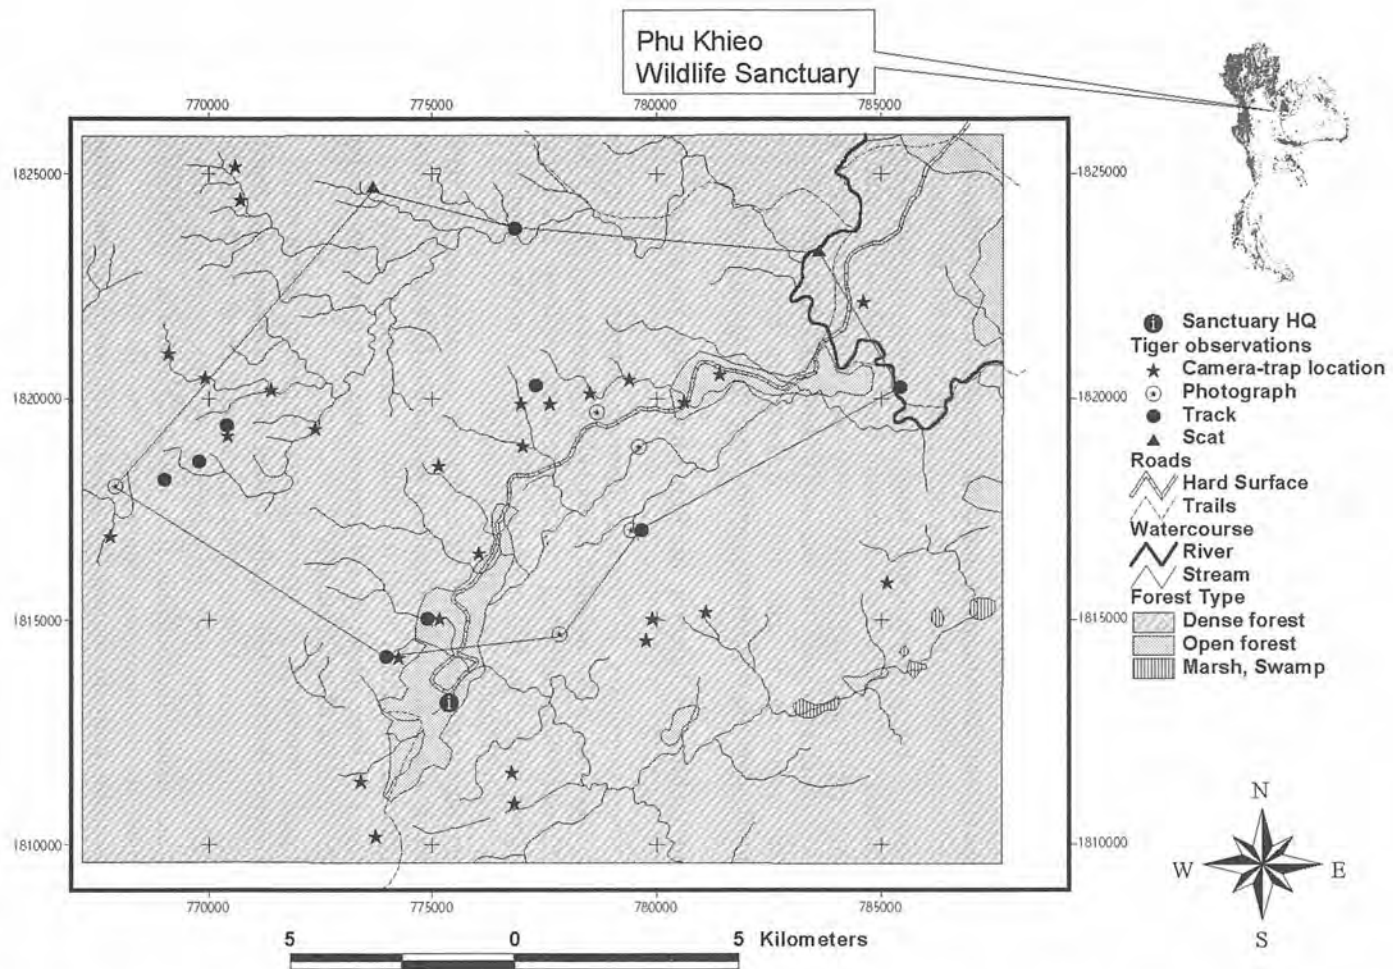 Phu Khieo
Wildlife Sanctuary
770000 775000 780000 785000
1825000 1825000
1820000 1820000
1815000 1815000
1810000 1810000
770000 775000 780000 785000
5 0 5 Kilometers
i
i Sanctuary HQ
Tiger observations
Camera-trap location
Photograph
Track
Scat
Roads
Hard Surface
Trails
Watercourse
River
Stream
Forest Type
Dense forest
Open forest
Marsh, Swamp
N
W E
S